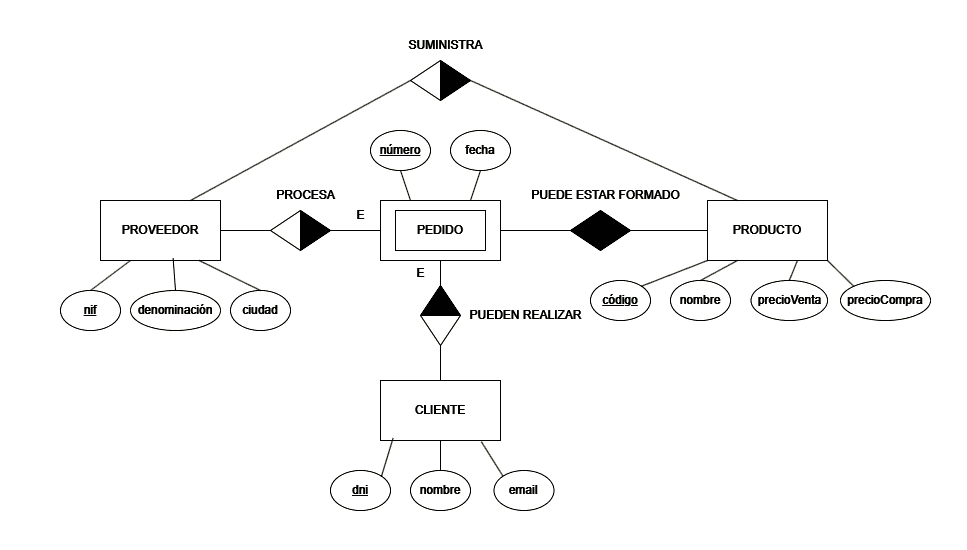 SUMINISTRA
número
fecha
PROCESA
E
PUEDE ESTAR FORMADO
PROVEEDOR
PEDIDO
PRODUCTO
E
nif
denominación
ciudad
PUEDEN REALIZAR
código
nombre
precioVenta
precioCompra
CLIENTE
dni
nombre
email